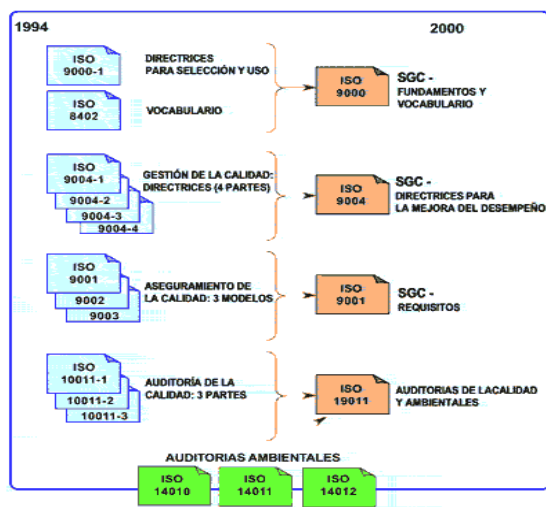 1994
2000
ISO
9000-1
DIRECTRICES
PARA SELECCIÓN Y USO
ISO
8402
VOCABULARIO
ISO
9000
SGC -
FUNDAMENTOS Y
VOCABULARIO
ISO
9004-1
9004-2
9004-3
9004-4
GESTIÓN DE LA CALIDAD:
DIRECTRICES (4 PARTES)
ISO
9004
SGC -
DIRECTRICES PARA
LA MEJORA DEL DESEMPEÑO
ISO
9001
9002
9003
ASEGURAMIENTO DE
LA CALIDAD: 3 MODELOS
ISO
9001
SGC -
REQUISITOS
ISO
10011-1
10011-2
10011-3
AUDITORÍA DE LA
CALIDAD: 3 PARTES
ISO
19011
AUDITORIAS DE LACALIDAD
Y AMBIENTALES
AUDITORIAS AMBIENTALES
ISO
14010
ISO
14011
ISO
14012